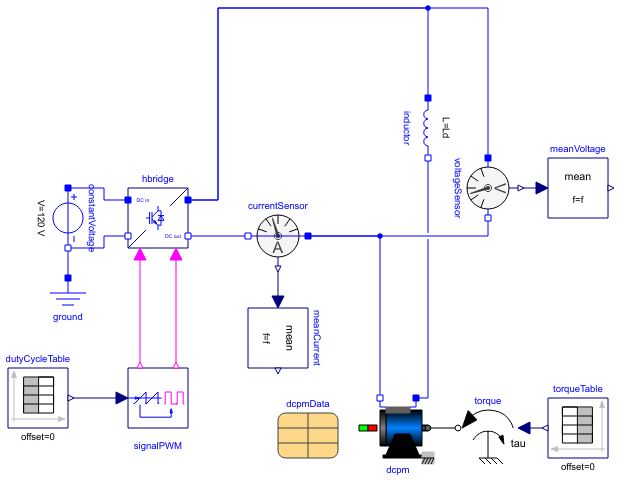 inductor
L=Ld
meanVoltage
mean
f=f
voltageSensor
hbridge
DC in
DC out
constantVoltage
V=120 V
currentSensor
A
V
ground
mean
f=f
meanCurrent
dutyCycleTable
offset=0
signalPWM
dcpmData
dcpm
torque
tau
torqueTable
offset=0